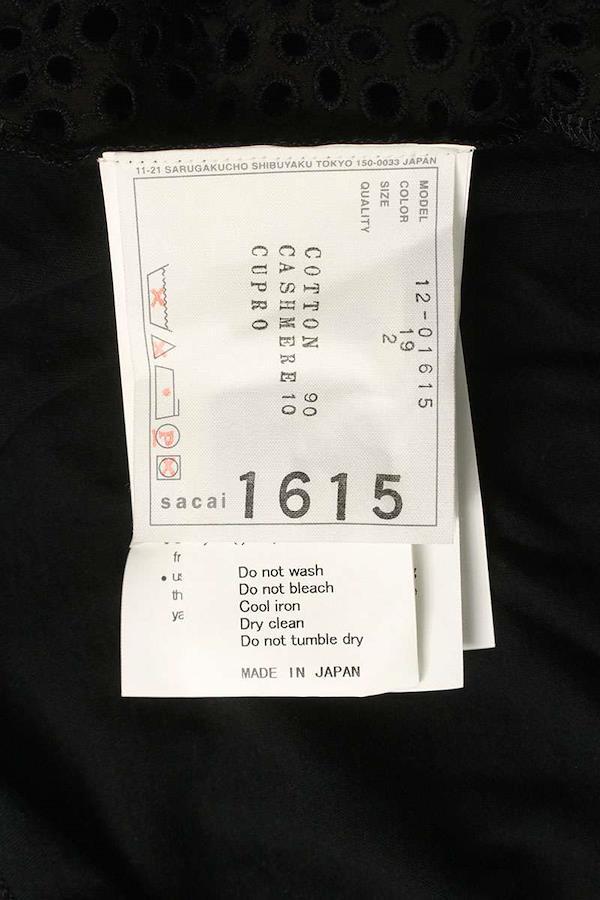 11-21 SARUGAKUCHO SHIBUYAKU TOKYO 150-0033 JAPAN
MODEL 12-01615
COLOR 19
SIZE 2
QUALITY
COTTON 90
CASHMERE 10
CUPRO
P
sacai 1615
fr
Do not wash
th
Do not bleach
Cool iron
Dry clean
Do not tumble dry
MADE IN JAPAN